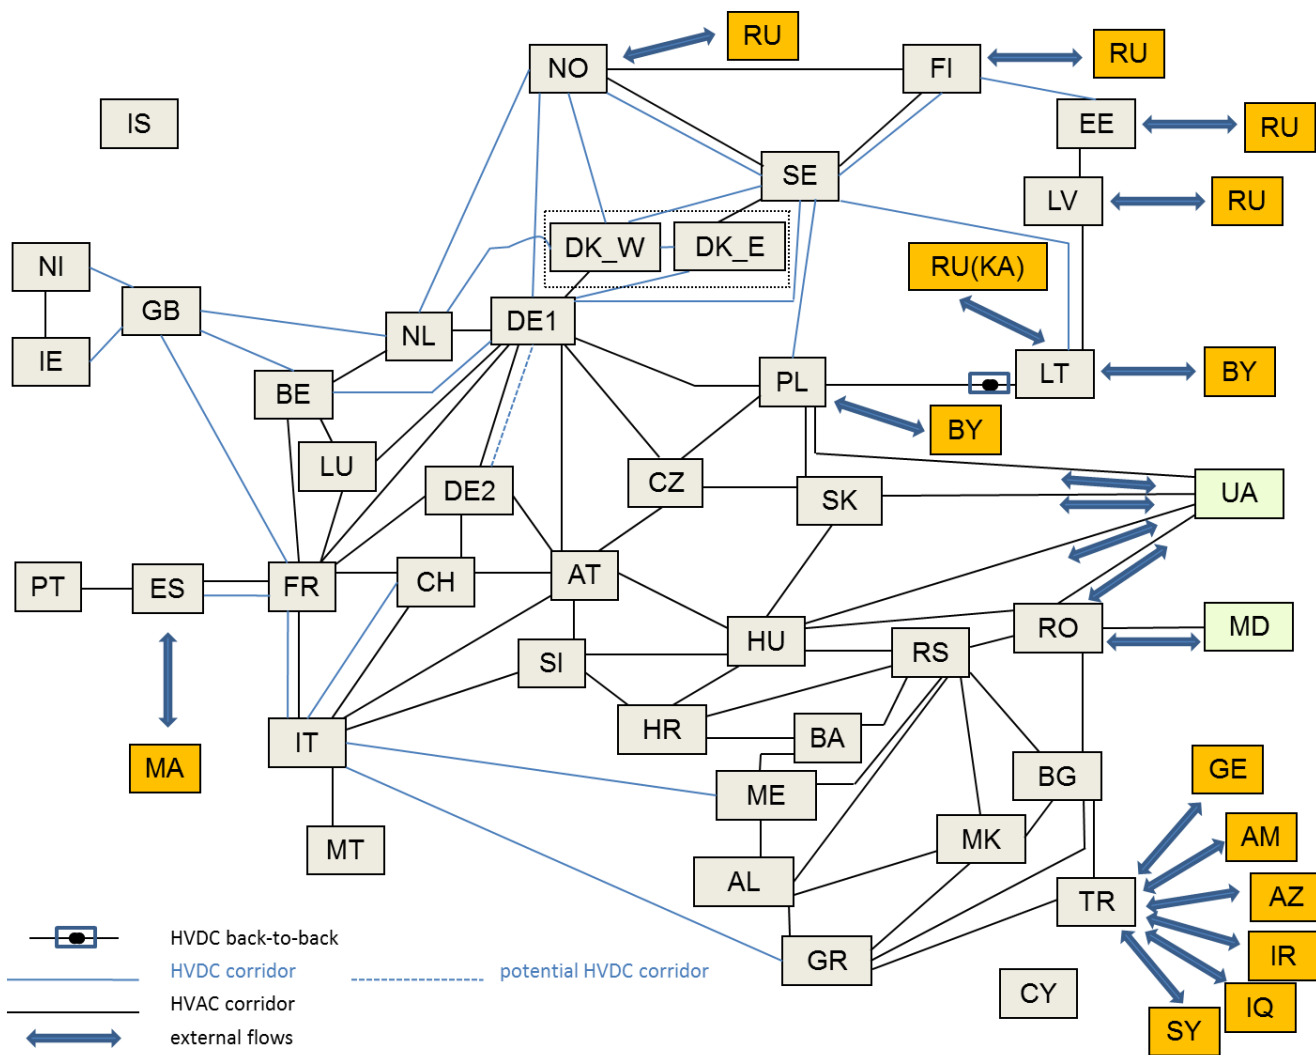 RU
NO
FI
RU
IS
EE
RU
SE
LV
RU
DK_W
DK_E
NI
RU(KA)
GB
NL
DE1
IE
PL
LT
BY
BE
BY
LU
CZ
DE2
SK
UA
PT
ES
FR
CH
AT
HU
RO
MD
SI
RS
HR
BA
IT
MA
ME
BG
GE
MT
MK
AM
AL
TR
AZ
GR
IR
CY
IQ
SY
HVDC back-to-back
HVDC corridor
potential HVDC corridor
HVAC corridor
external flows